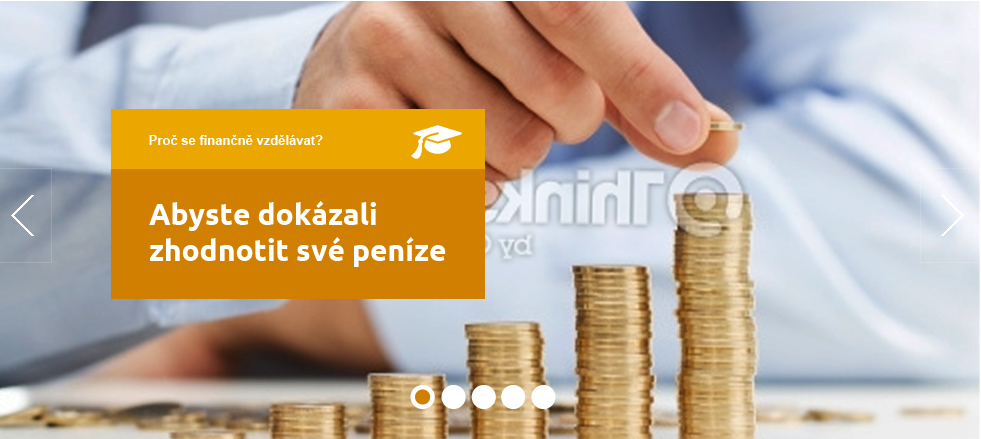 Proč se finančně vzdělávat?
Abyste dokázali
zhodnotit své peníze